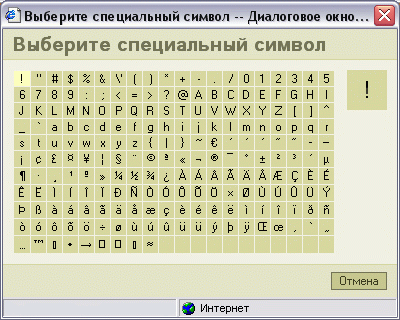 Выберите специальный символ -- Диалоговое окно...
Выберите специальный символ
! " # $ % & \' ( ) * + - . / 0 1 2 3 4 5
6 7 8 9 : ; < = > ? @ A B C D E F G H I
J K L M N O P Q R S T U V W X Y Z [ ] ^
_ ` a b c d e f g h i j k l m n o p q r
s t u v w x y z { | } ~ €
¡ ¢ £ ¤ ¥ ¦ § ¨ © ª « ¬ ® ¯ ° ± ² ³ ´ µ
¶ · ¸ ¹ º » ¼ ½ ¾ ¿ À Á Â Ã Ä Å Æ Ç È É
Ê Ë Ì Í Î Ï Ð Ñ Ò Ó Ô Õ Ö × Ø Ù Ú Û Ü Ý
Þ ß à á â ã ä å æ ç è é ê ë ì í î ï ð ñ
ò ó ô õ ö ÷ ø ù ú û ü ý þ ÿ Œ œ
... ™ • → ≈
!
Отмена
Интернет